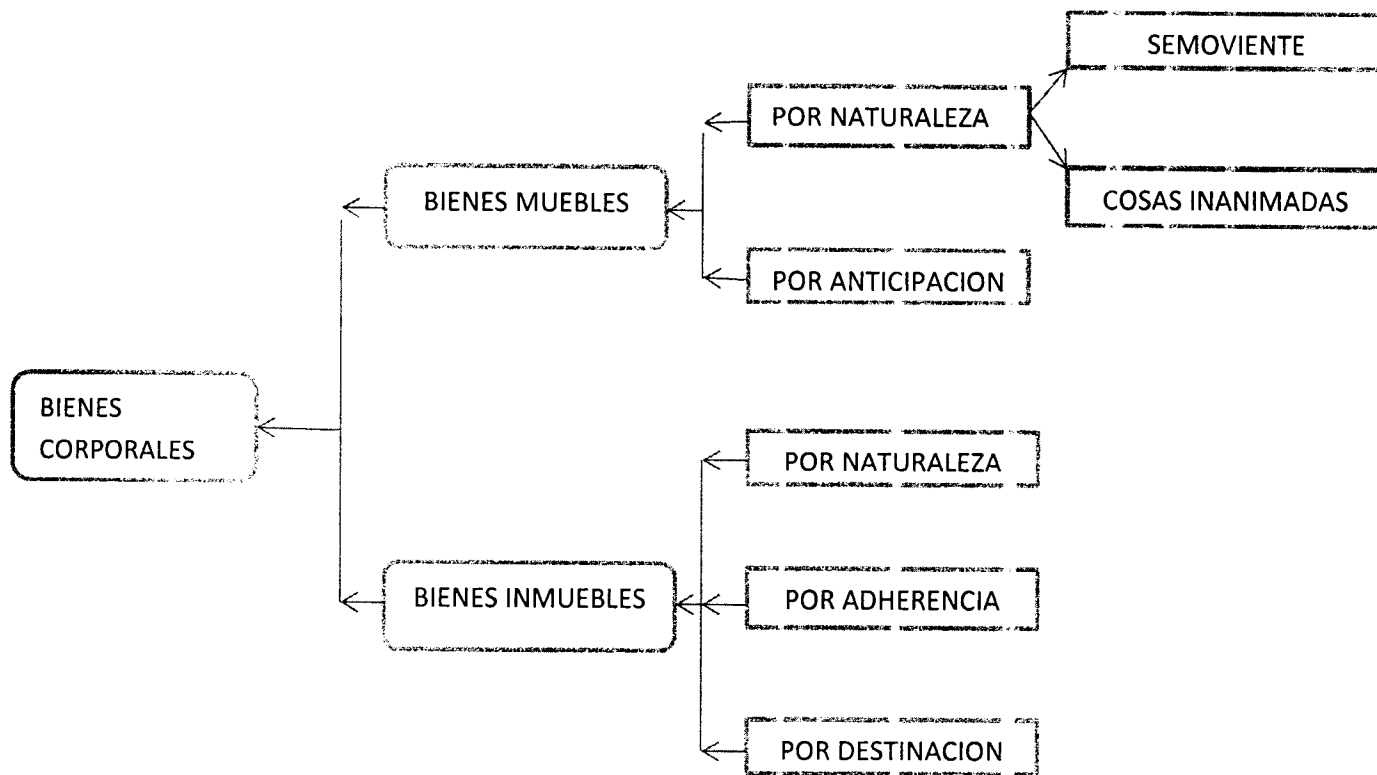 SEMOVIENTE
POR NATURALEZA
COSAS INANIMADAS
BIENES MUEBLES
POR ANTICIPACION
BIENES
CORPORALES
POR NATURALEZA
BIENES INMUEBLES
POR ADHERENCIA
POR DESTINACION